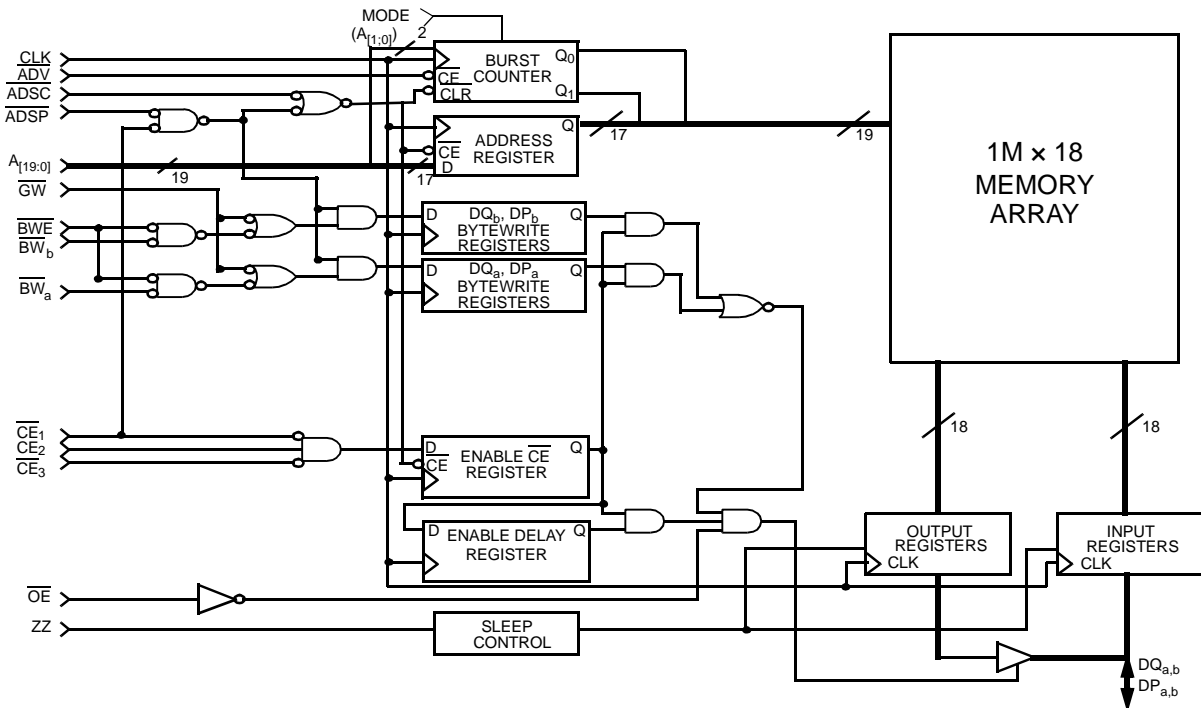 MODE
(A[1;0])
2
CLK
ADV
ADSC
ADSP
BURST
COUNTER
CE
CLR
Q0
Q1
ADDRESS
REGISTER
CE
D
Q
17
19
A[19:0]
19
17
GW
BWE
BWb
BWa
D
DQb, DPb
BYTEWRITE
REGISTERS
Q
D
DQa, DPa
BYTEWRITE
REGISTERS
Q
1M × 18
MEMORY
ARRAY
18
18
CE1
CE2
CE3
D
CE
ENABLE CE
REGISTER
Q
D
ENABLE DELAY
REGISTER
Q
OUTPUT
REGISTERS
CLK
INPUT
REGISTERS
CLK
OE
ZZ
SLEEP
CONTROL
DQa,b
DPa,b